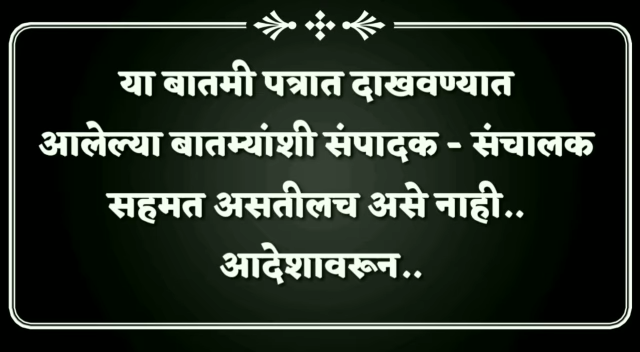 या बातमी पत्रात दाखवण्यात
आलेल्या बातम्यांशी संपादक - संचालक
सहमत असतीलच असे नाही..
आदेशावरून..